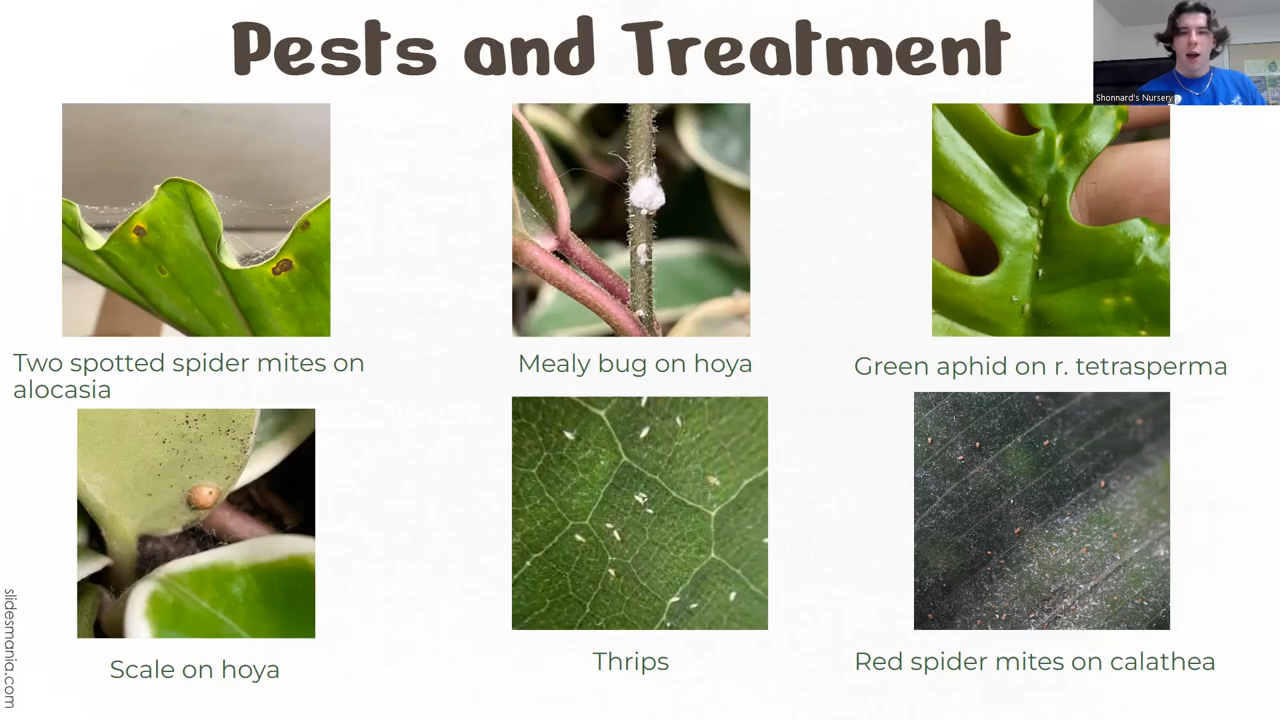 Pests and Treatment
Shonnard's Nursery
Two spotted spider mites on
alocasia
Mealy bug on hoya
Green aphid on r. tetrasperma
Scale on hoya
Thrips
Red spider mites on calathea
slidesmania.com